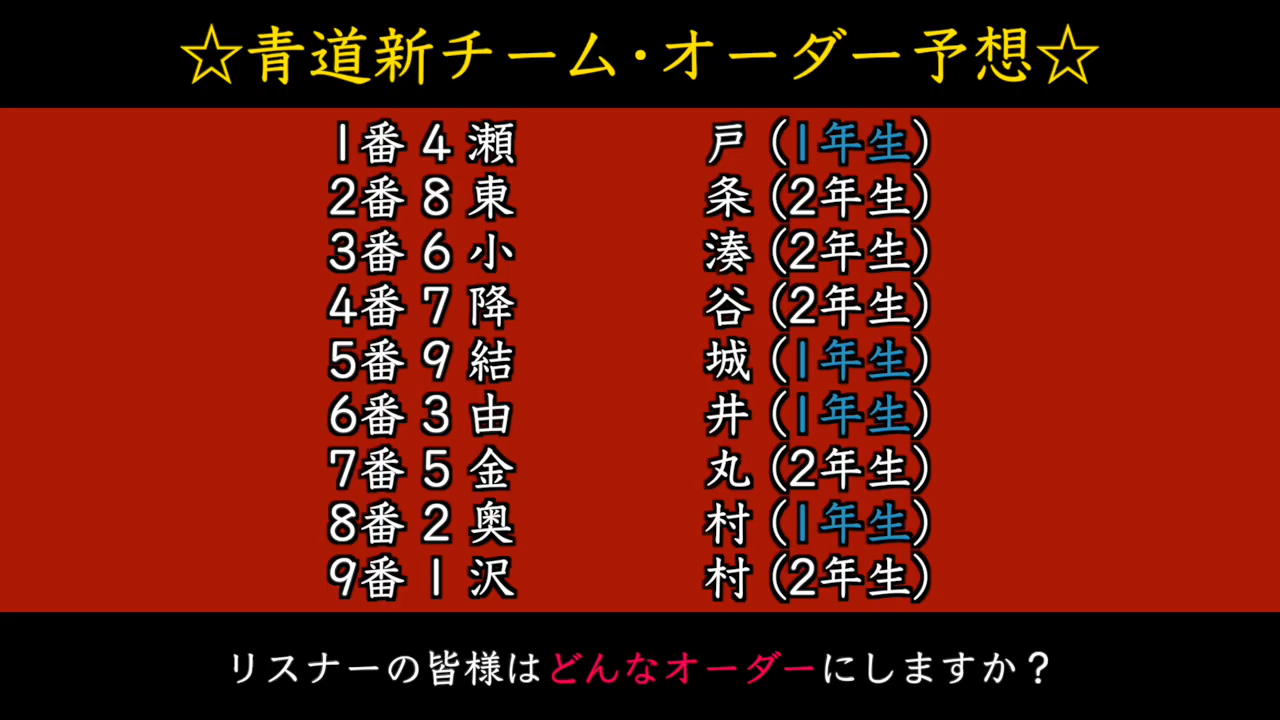 ☆青道新チーム・オーダー予想☆
1番 4 瀬戸 (1年生)
2番 8 東条 (2年生)
3番 6 小湊 (2年生)
4番 7 降谷 (2年生)
5番 9 結城 (1年生)
6番 3 由井 (1年生)
7番 5 金丸 (2年生)
8番 2 奥村 (1年生)
9番 1 沢村 (2年生)
リスナーの皆様はどんなオーダーにしますか？